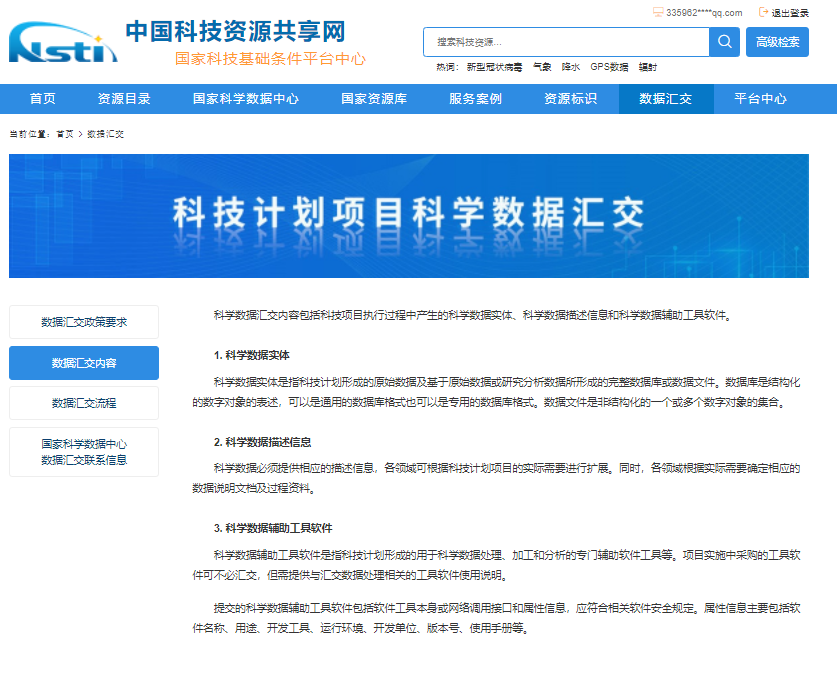 335962****qq.com 退出登录
Nsti 中国科技资源共享网
国家科技基础条件平台中心
搜索科技资源... 高级检索
热词： 新型冠状病毒 气象 降水 GPS数据 辐射
首页 资源目录 国家科学数据中心 国家资源库 服务案例 资源标识 数据汇交 平台中心
当前位置：首页 > 数据汇交
科技计划项目科学数据汇交
数据汇交政策要求
数据汇交内容
数据汇交流程
国家科学数据中心
数据汇交联系信息
科学数据汇交内容包括科技项目执行过程中产生的科学数据实体、科学数据描述信息和科学数据辅助工具软件。
1. 科学数据实体
科学数据实体是指科技计划形成的原始数据及基于原始数据或研究分析数据所形成的完整数据库或数据文件。数据库是结构化
的数字对象的表述，可以是通用的数据库格式也可以是专用的数据库格式。数据文件是非结构化的一个或多个数字对象的集合。
2. 科学数据描述信息
科学数据必须提供相应的描述信息，各领域可根据科技计划项目的实际需要进行扩展。同时，各领域根据实际需要确定相应的
数据说明文档及过程资料。
3. 科学数据辅助工具软件
科学数据辅助工具软件是指科技计划形成的用于科学数据处理、加工和分析的专门辅助软件工具等。项目实施中采购的工具软
件可不必汇交，但需提供与汇交数据处理相关的工具软件使用说明。
提交的科学数据辅助工具软件包括软件工具本身或网络调用接口和属性信息，应符合相关软件安全规定。属性信息主要包括软
件名称、用途、开发工具、运行环境、开发单位、版本号、使用手册等。